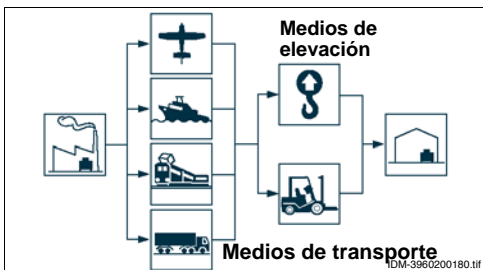 Medios de
elevación
Medios de transporte
IDM-3960200180.tif